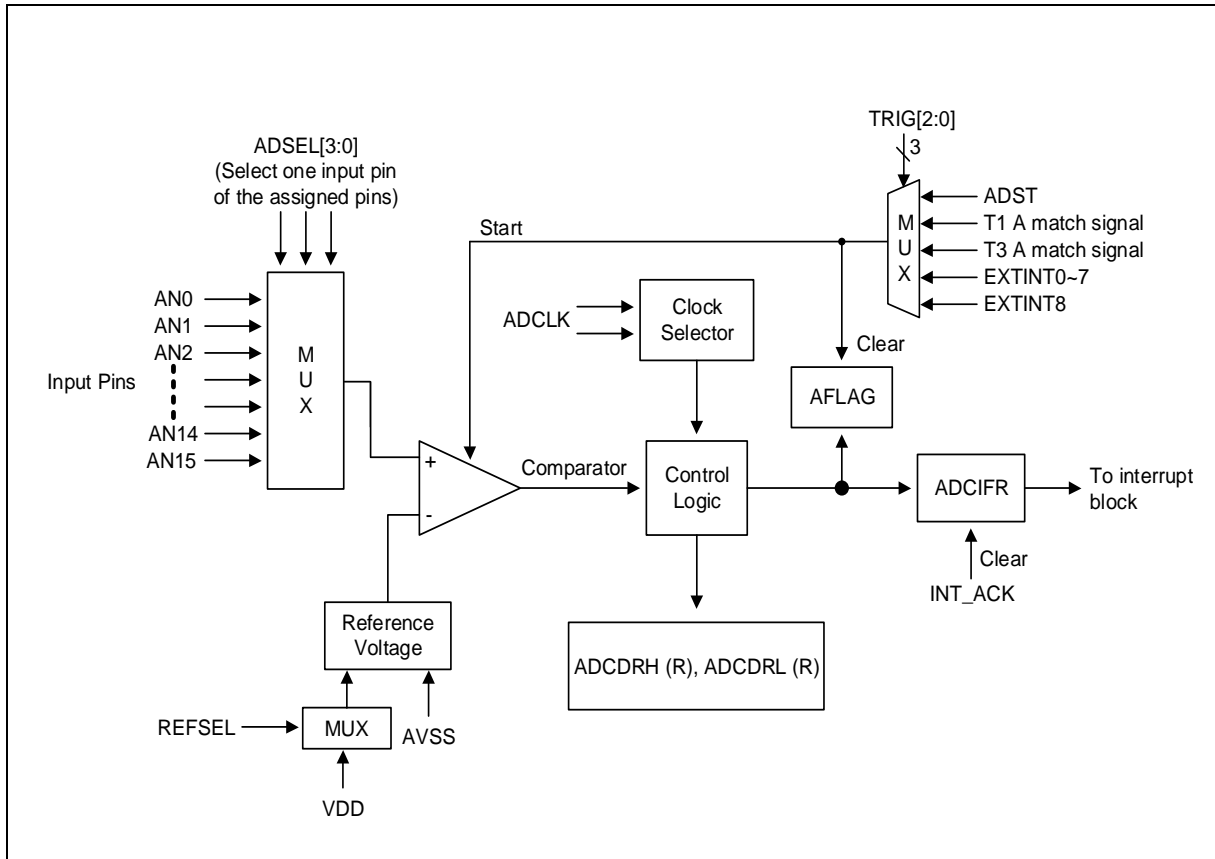 TRIG[2:0]
3
ADSEL[3:0]
(Select one input pin
of the assigned pins)
MUX
ADST
T1 A match signal
T3 A match signal
EXTINT0~7
EXTINT8
Start
Clear
AFLAG
Input Pins
AN0
AN1
AN2
AN14
AN15
MUX
ADCLK
Clock
Selector
+
-
Comparator
Control
Logic
ADCIFR
To interrupt
block
Clear
INT_ACK
Reference
Voltage
ADCDRH (R), ADCDRL (R)
REFSEL
MUX
AVSS
VDD